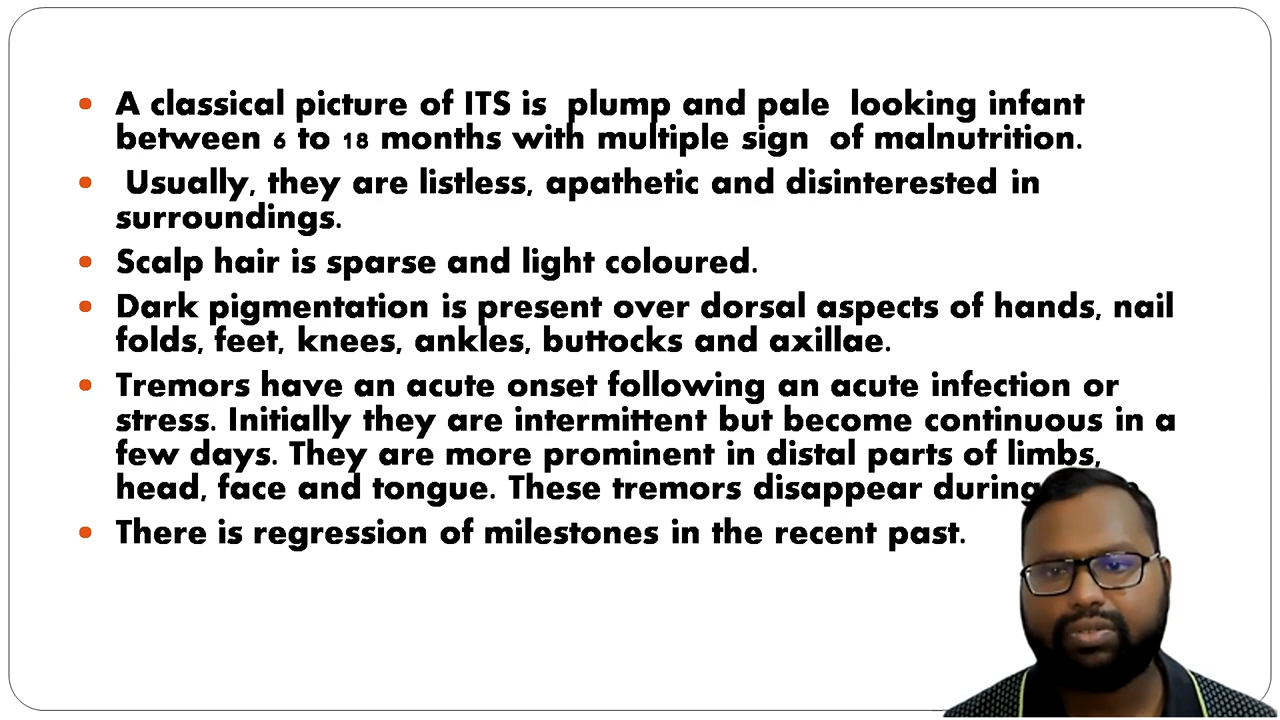 A classical picture of ITS is plump and pale looking infant
between 6 to 18 months with multiple sign of malnutrition.
Usually, they are listless, apathetic and disinterested in
surroundings.
Scalp hair is sparse and light coloured.
Dark pigmentation is present over dorsal aspects of hands, nail
folds, feet, knees, ankles, buttocks and axillae.
Tremors have an acute onset following an acute infection or
stress. Initially they are intermittent but become continuous in a
few days. They are more prominent in distal parts of limbs,
head, face and tongue. These tremors disappear during
There is regression of milestones in the recent past.